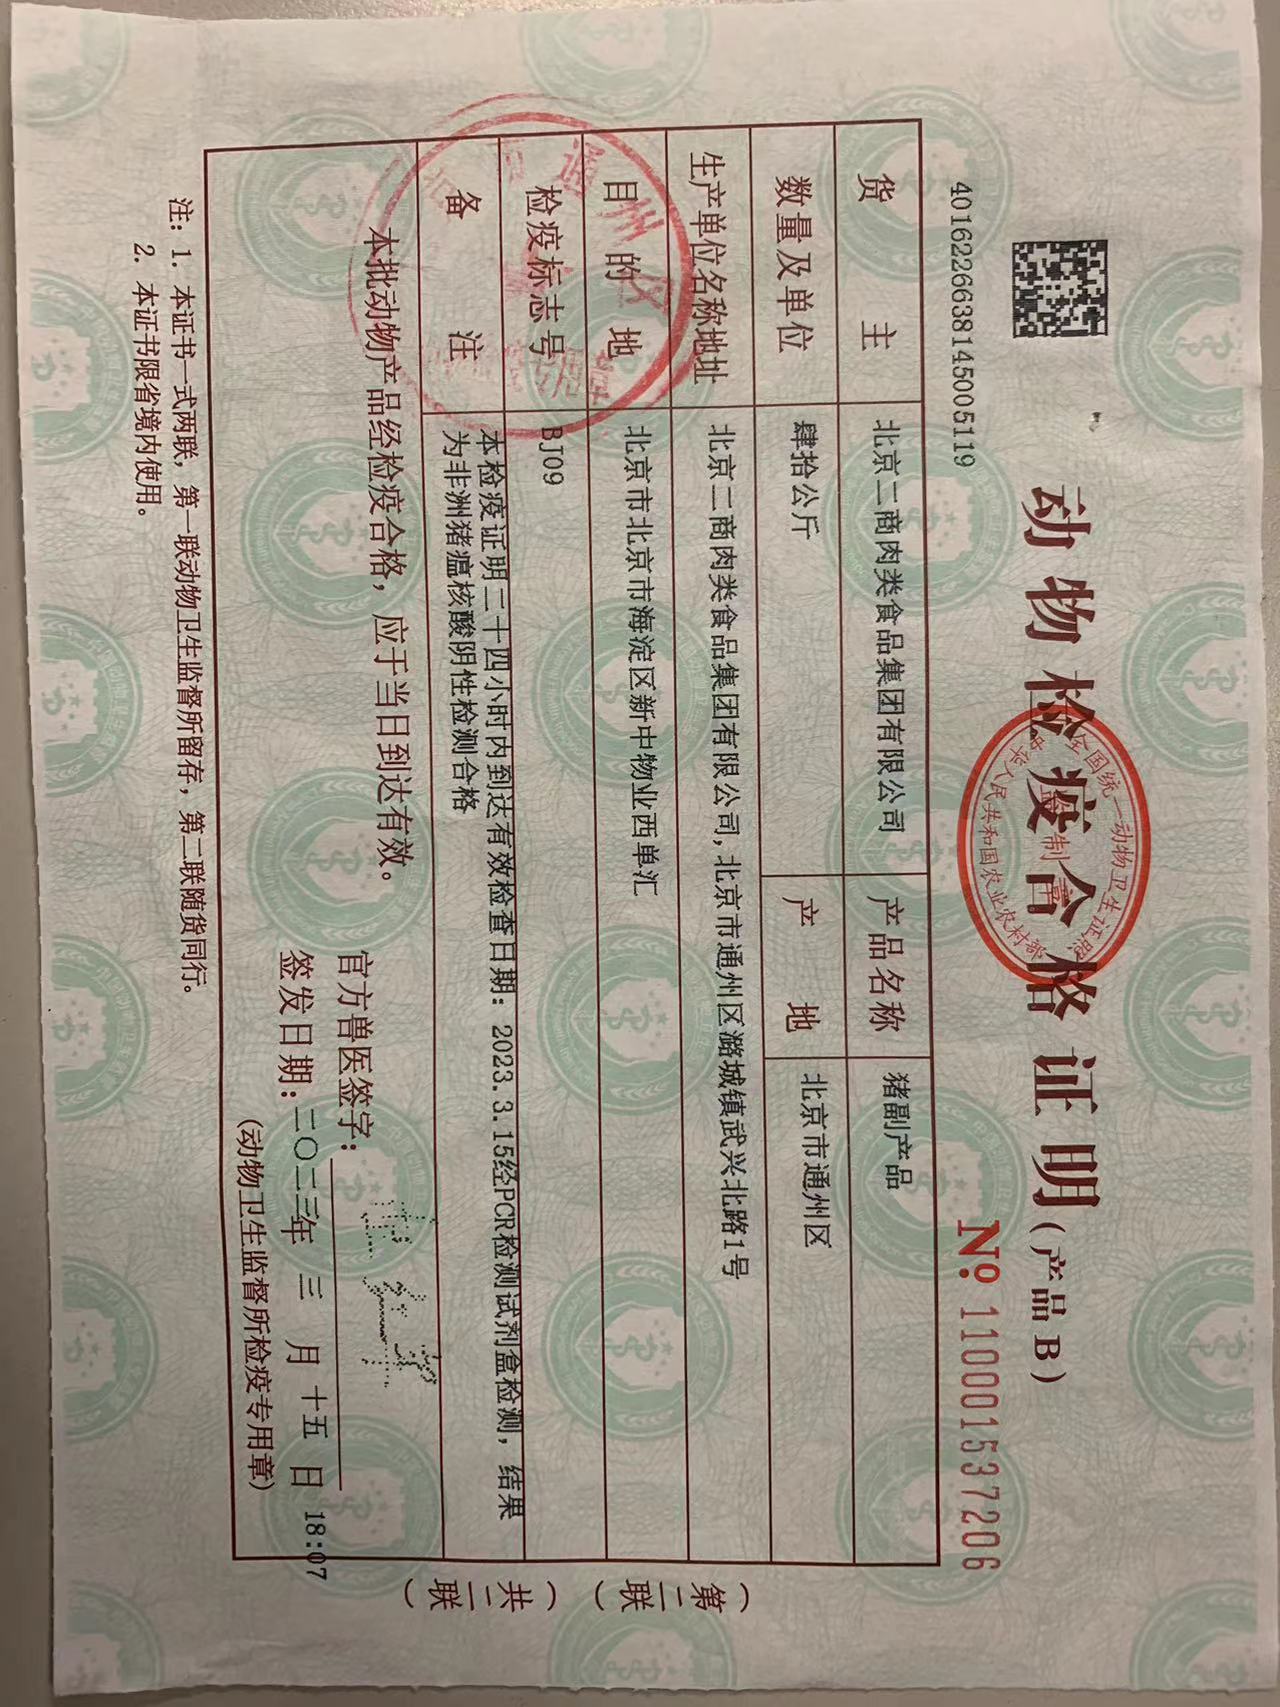 动物检疫合格证明(产品B)
全国统一动物卫生证照
监制章
中华人民共和国农业农村部
4016226638145005119
№ 110001537206
货 主 北京二商肉类食品集团有限公司 产品名称 猪副产品
数量及单位 肆拾公斤 产 地 北京市通州区
生产单位名称地址 北京二商肉类食品集团有限公司,北京市通州区潞城镇武兴北路1号
目 的 地 北京市北京市海淀区新中物业西单汇
检疫标志号 BJ09
备 注 本检疫证明二十四小时内到达有效检查日期:2023.3.15经PCR检测试剂盒检测,结果
为非洲猪瘟核酸阴性检测合格
本批动物产品经检疫合格,应于当日到达有效。
官方兽医签字:
签发日期:二〇二三年 三 月 十五 日 18:07
(动物卫生监督所检疫专用章)
注:1. 本证书一式两联,第一联动物卫生监督所留存,第二联随货同行。
2. 本证书限省境内使用。
(第二联)
(共二联)